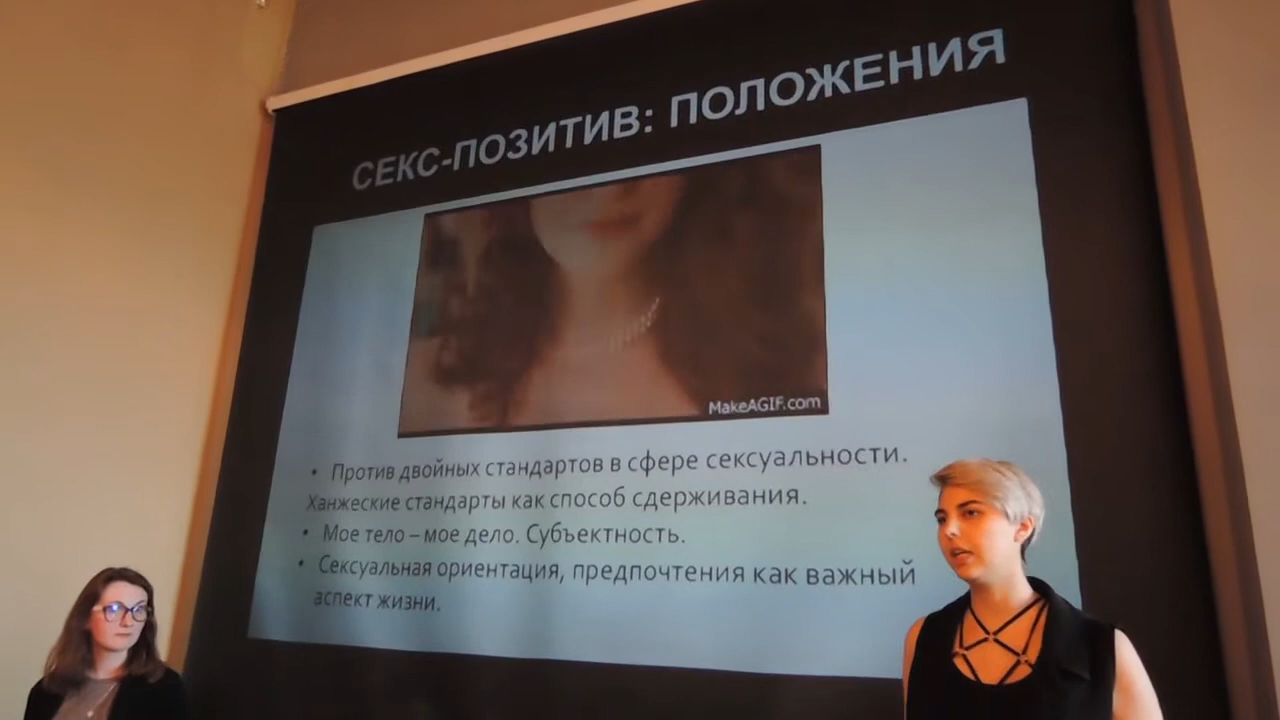 СЕКС-ПОЗИТИВ: ПОЛОЖЕНИЯ
MakeAGIF.com
• Против двойных стандартов в сфере сексуальности.
Ханжеские стандарты как способ сдерживания.
• Мое тело – мое дело. Субъектность.
• Сексуальная ориентация, предпочтения как важный
аспект жизни.